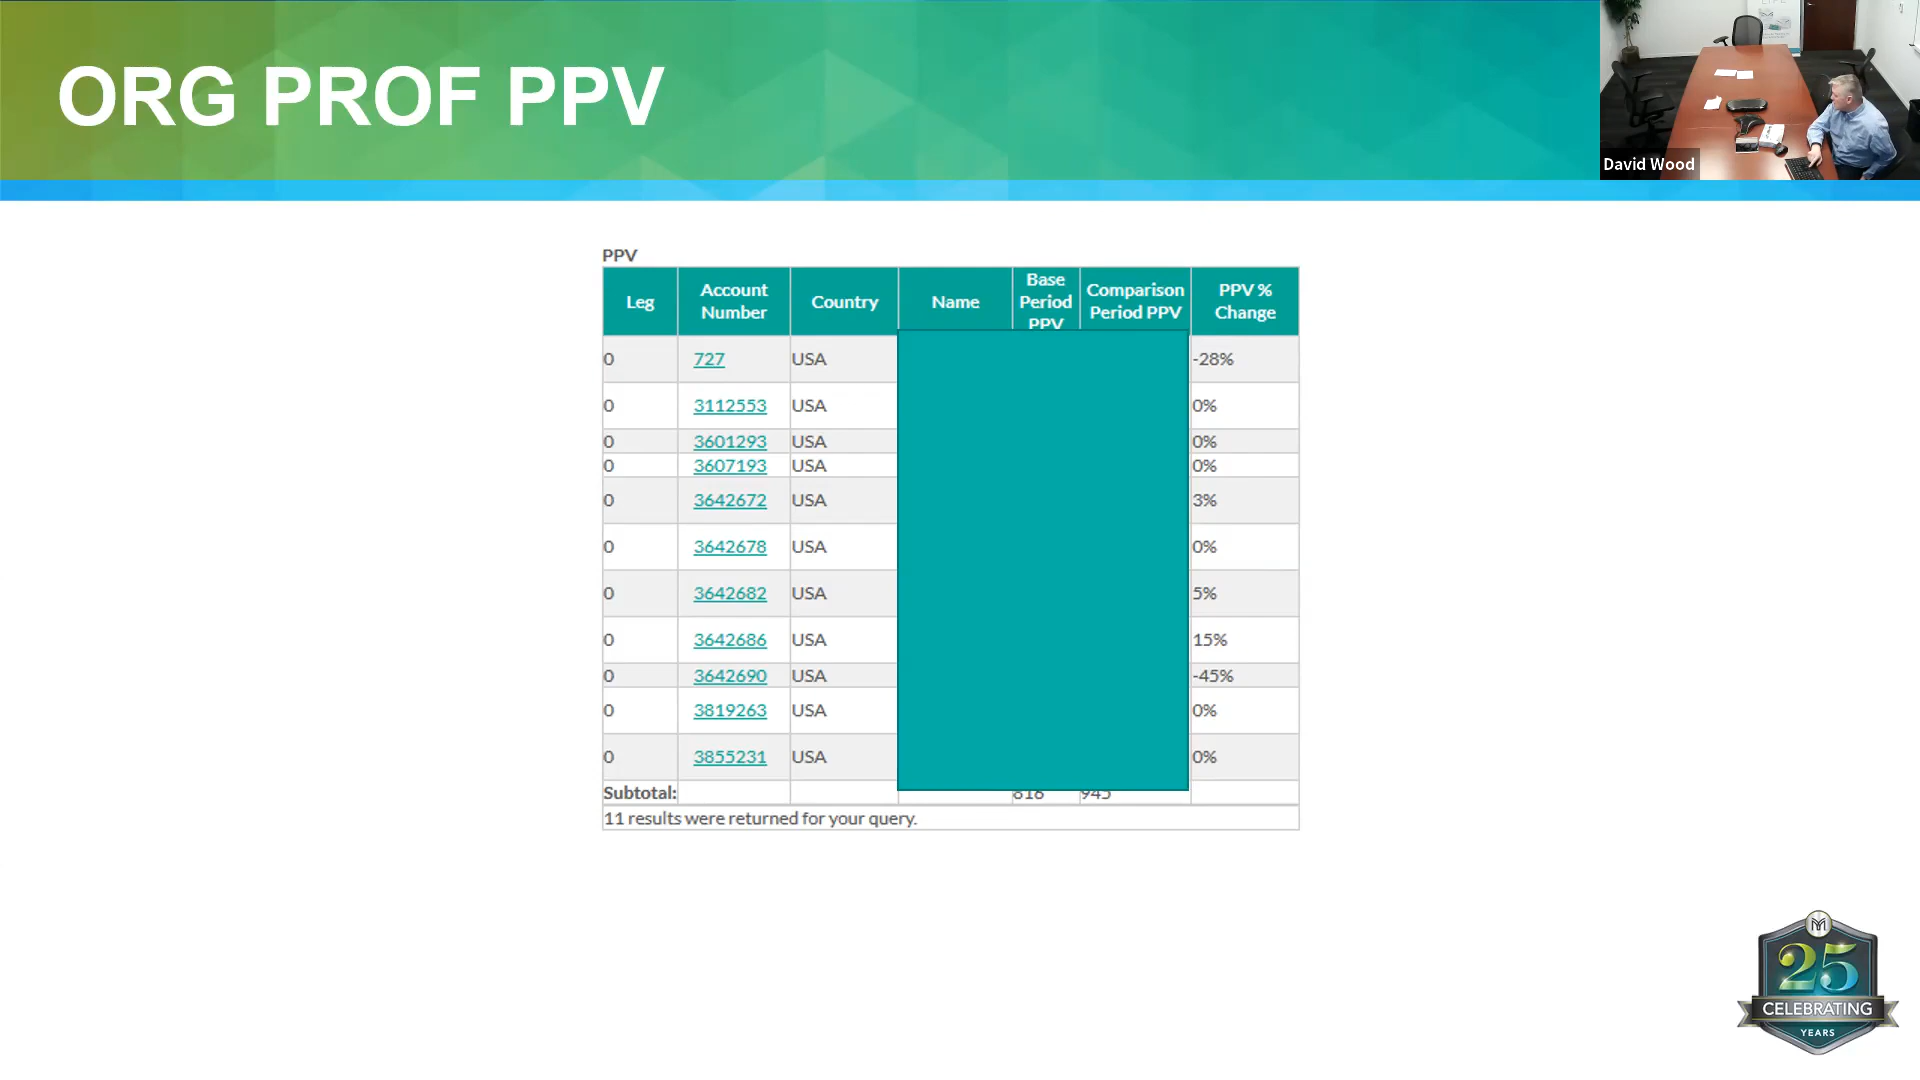 ORG PROF PPV
David Wood
PPV
Leg Account Number Country Name Base Period PPV Comparison Period PPV PPV % Change
0 727 USA -28%
0 3112553 USA 0%
0 3601293 USA 0%
0 3607193 USA 0%
0 3642672 USA 3%
0 3642678 USA 0%
0 3642682 USA 5%
0 3642686 USA 15%
0 3642690 USA -45%
0 3819263 USA 0%
0 3855231 USA 0%
Subtotal:
11 results were returned for your query.
25
CELEBRATING
YEARS